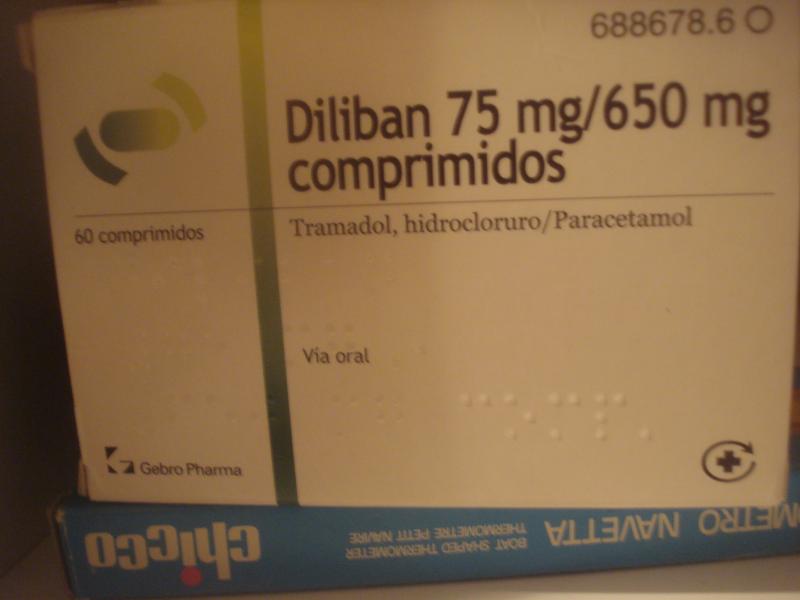 688678.6 O
Diliban 75 mg/650 mg
comprimidos
60 comprimidos
Tramadol, hidrocloruro/Paracetamol
Vía oral
Gebro Pharma
chicco
BOAT SHAPED THERMOMETER
THERMOMETRE PETIT NAVIRE
METRO NAVETTA